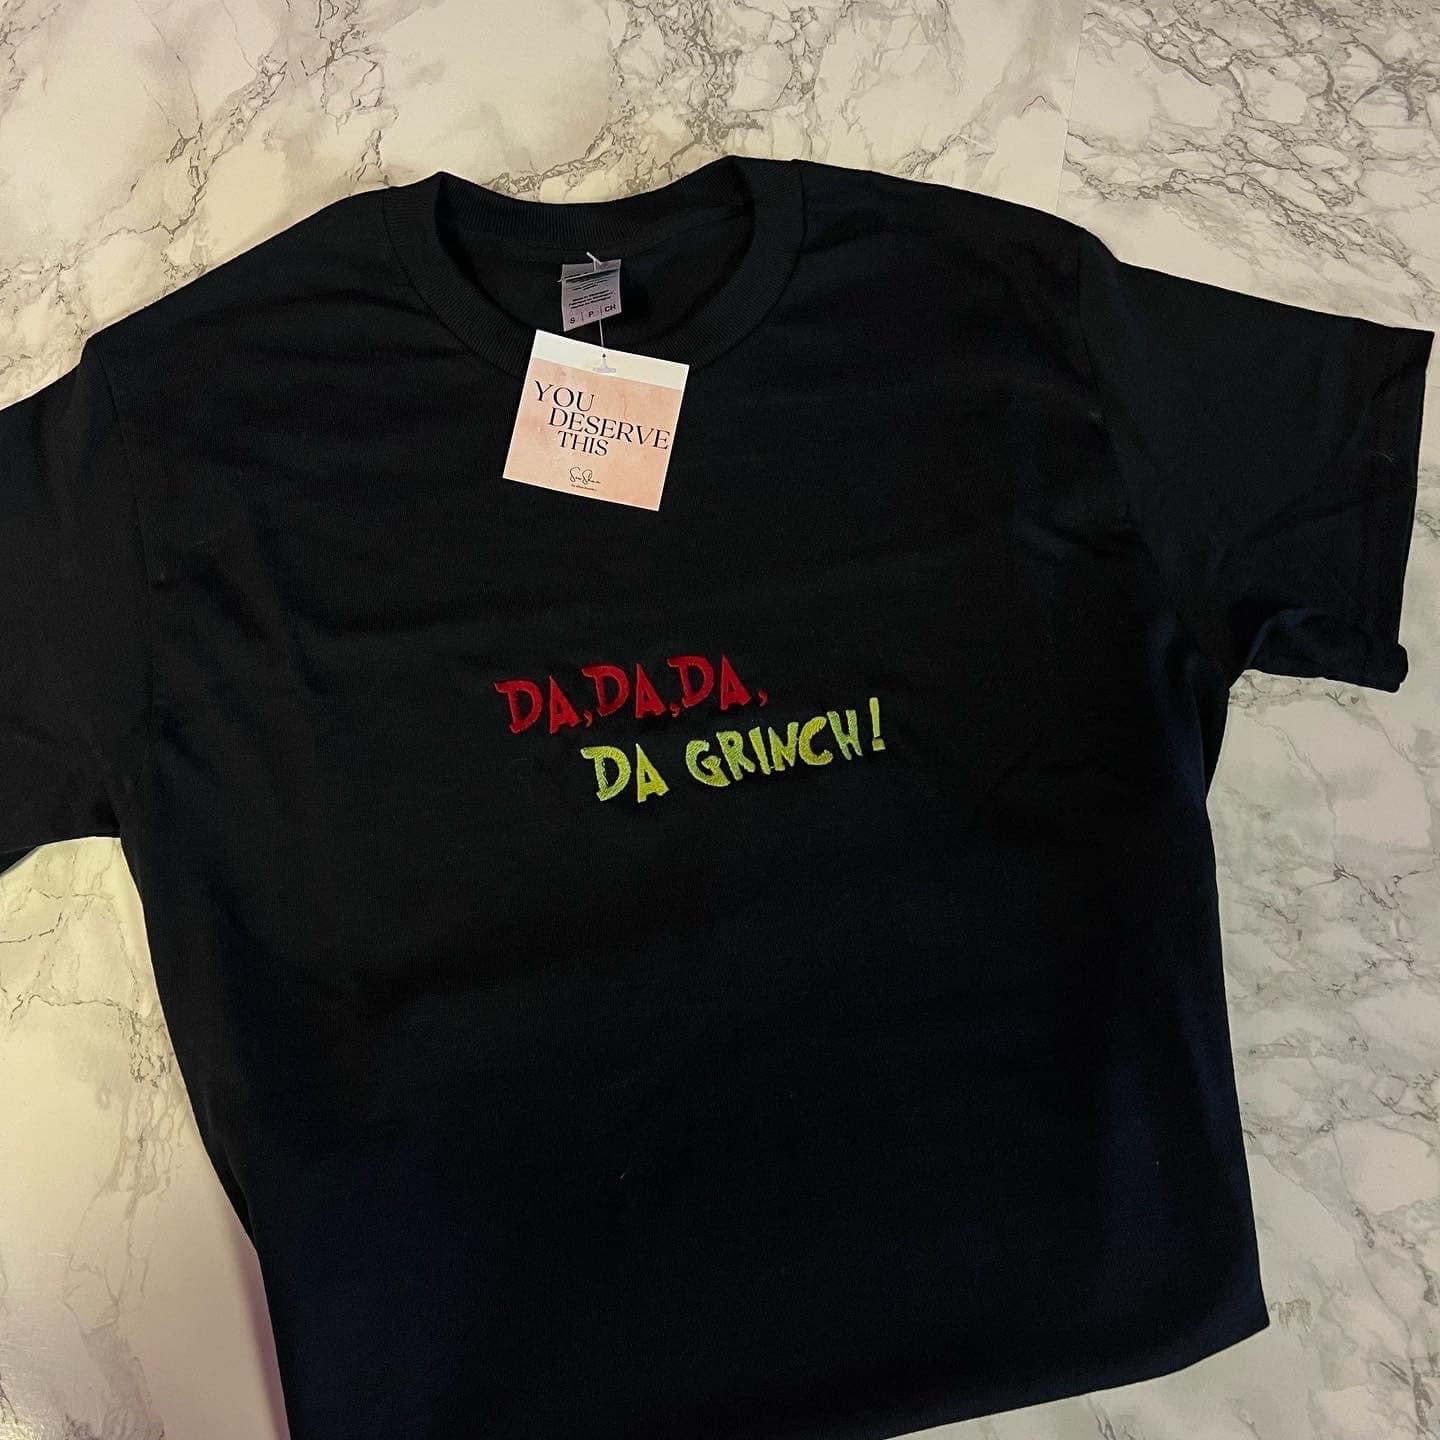 S | P | CH
YOU
DESERVE
THIS
DA, DA, DA,
DA GRINCH!